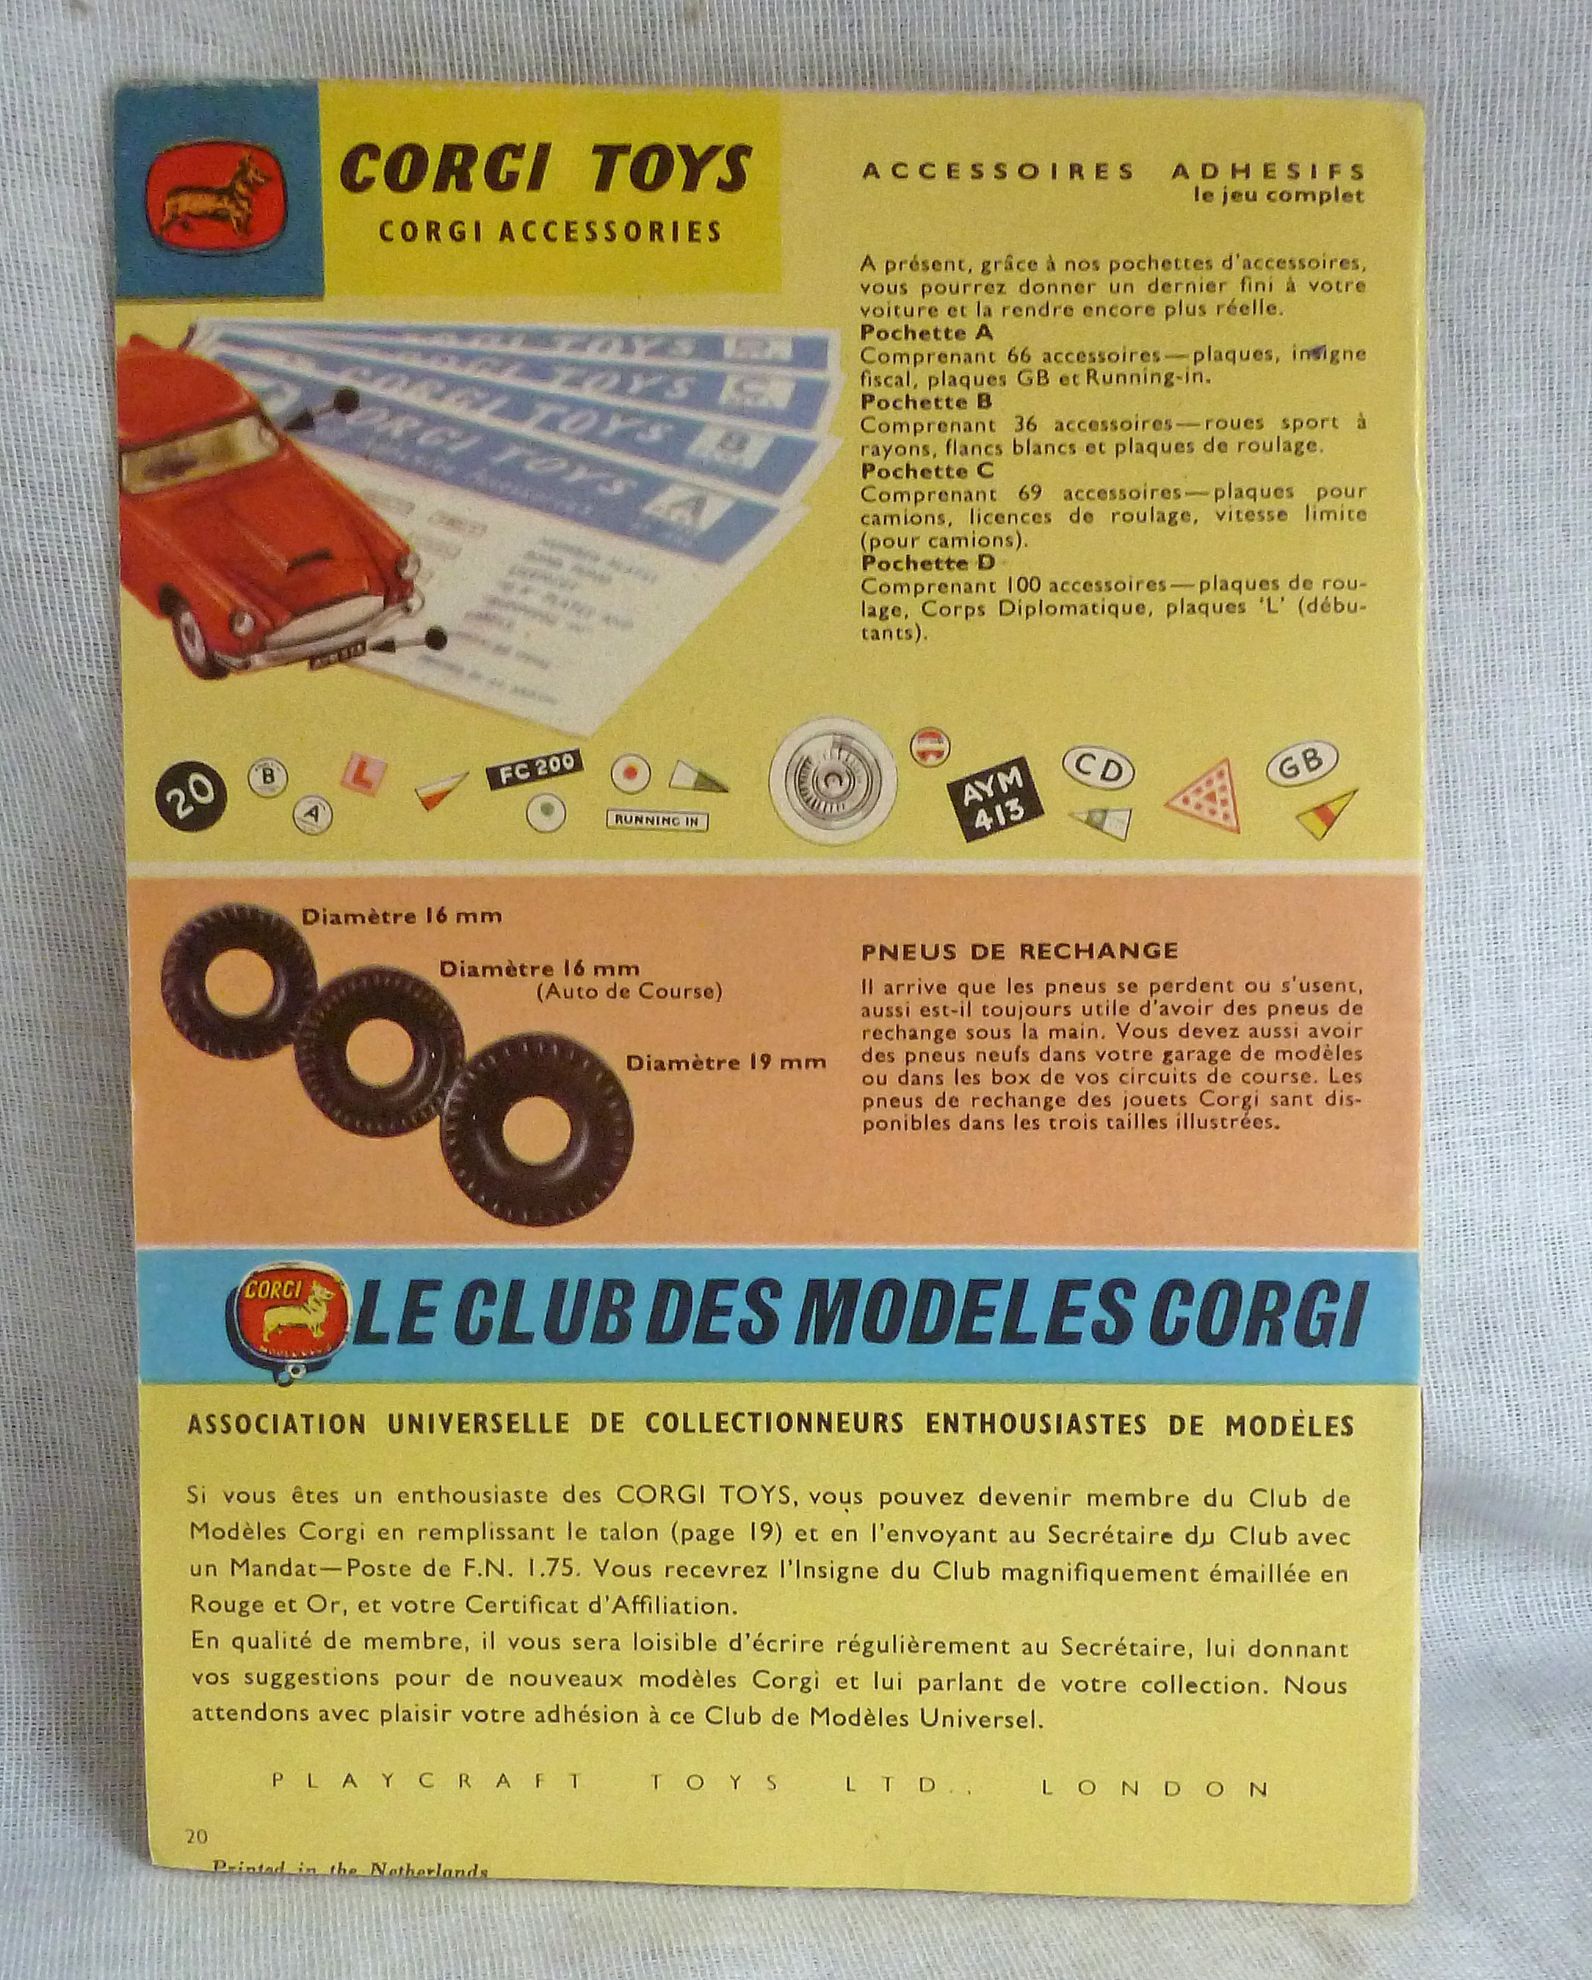 CORGI TOYS
CORGI ACCESSORIES
ACCESSOIRES ADHESIFS
le jeu complet
A présent, grâce à nos pochettes d'accessoires,
vous pourrez donner un dernier fini à votre
voiture et la rendre encore plus réelle.
Pochette A
Comprenant 66 accessoires—plaques, insigne
fiscal, plaques GB et Running-in.
Pochette B
Comprenant 36 accessoires—roues sport à
rayons, flancs blancs et plaques de roulage.
Pochette C
Comprenant 69 accessoires—plaques pour
camions, licences de roulage, vitesse limite
(pour camions).
Pochette D
Comprenant 100 accessoires—plaques de rou-
lage, Corps Diplomatique, plaques 'L' (débu-
tants).
CORGI TOYS
CORGI TOYS C
CORGI TOYS B
CORGI TOYS A
20
B
A
L
FC 200
RUNNING IN
AYM
413
CD
GB
Diamètre 16 mm
Diamètre 16 mm
(Auto de Course)
Diamètre 19 mm
PNEUS DE RECHANGE
Il arrive que les pneus se perdent ou s'usent,
aussi est-il toujours utile d'avoir des pneus de
rechange sous la main. Vous devez aussi avoir
des pneus neufs dans votre garage de modèles
ou dans les box de vos circuits de course. Les
pneus de rechange des jouets Corgi sant dis-
ponibles dans les trois tailles illustrées.
CORGI
LE CLUB DES MODELES CORGI
ASSOCIATION UNIVERSELLE DE COLLECTIONNEURS ENTHOUSIASTES DE MODÈLES
Si vous êtes un enthousiaste des CORGI TOYS, vous pouvez devenir membre du Club de
Modèles Corgi en remplissant le talon (page 19) et en l'envoyant au Secrétaire du Club avec
un Mandat—Poste de F.N. 1.75. Vous recevrez l'Insigne du Club magnifiquement émaillée en
Rouge et Or, et votre Certificat d'Affiliation.
En qualité de membre, il vous sera loisible d'écrire régulièrement au Secrétaire, lui donnant
vos suggestions pour de nouveaux modèles Corgi et lui parlant de votre collection. Nous
attendons avec plaisir votre adhésion à ce Club de Modèles Universel.
PLAYCRAFT TOYS LTD., LONDON
20
Printed in the Netherlands